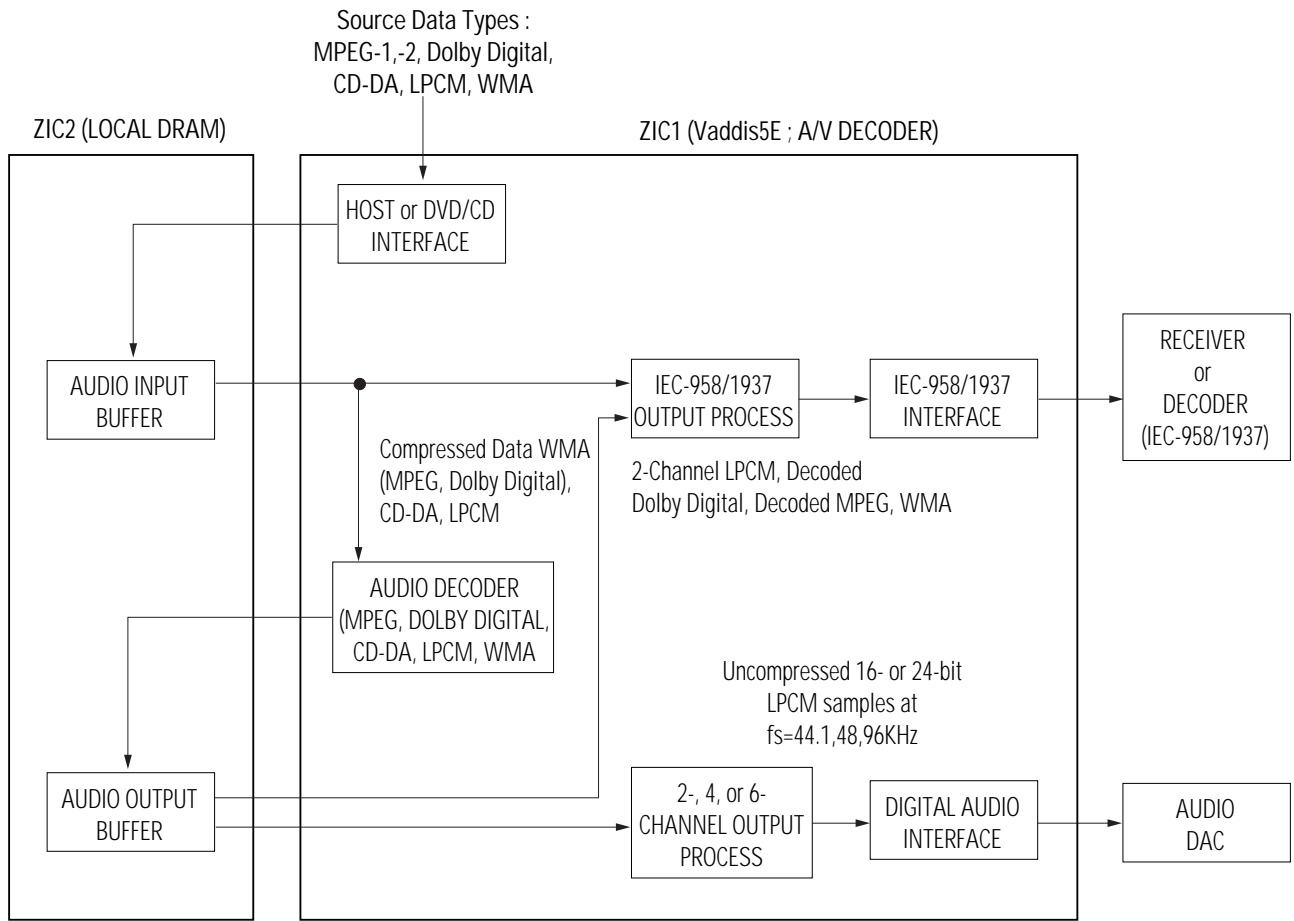 Source Data Types :
MPEG-1,-2, Dolby Digital,
CD-DA, LPCM, WMA
ZIC2 (LOCAL DRAM)
ZIC1 (Vaddis5E ; A/V DECODER)
HOST or DVD/CD
INTERFACE
AUDIO INPUT
BUFFER
IEC-958/1937
OUTPUT PROCESS
IEC-958/1937
INTERFACE
RECEIVER
or
DECODER
(IEC-958/1937)
Compressed Data WMA
(MPEG, Dolby Digital),
CD-DA, LPCM
2-Channel LPCM, Decoded
Dolby Digital, Decoded MPEG, WMA
AUDIO DECODER
(MPEG, DOLBY DIGITAL,
CD-DA, LPCM, WMA
Uncompressed 16- or 24-bit
LPCM samples at
fs=44.1,48,96KHz
AUDIO OUTPUT
BUFFER
2-, 4, or 6-
CHANNEL OUTPUT
PROCESS
DIGITAL AUDIO
INTERFACE
AUDIO
DAC